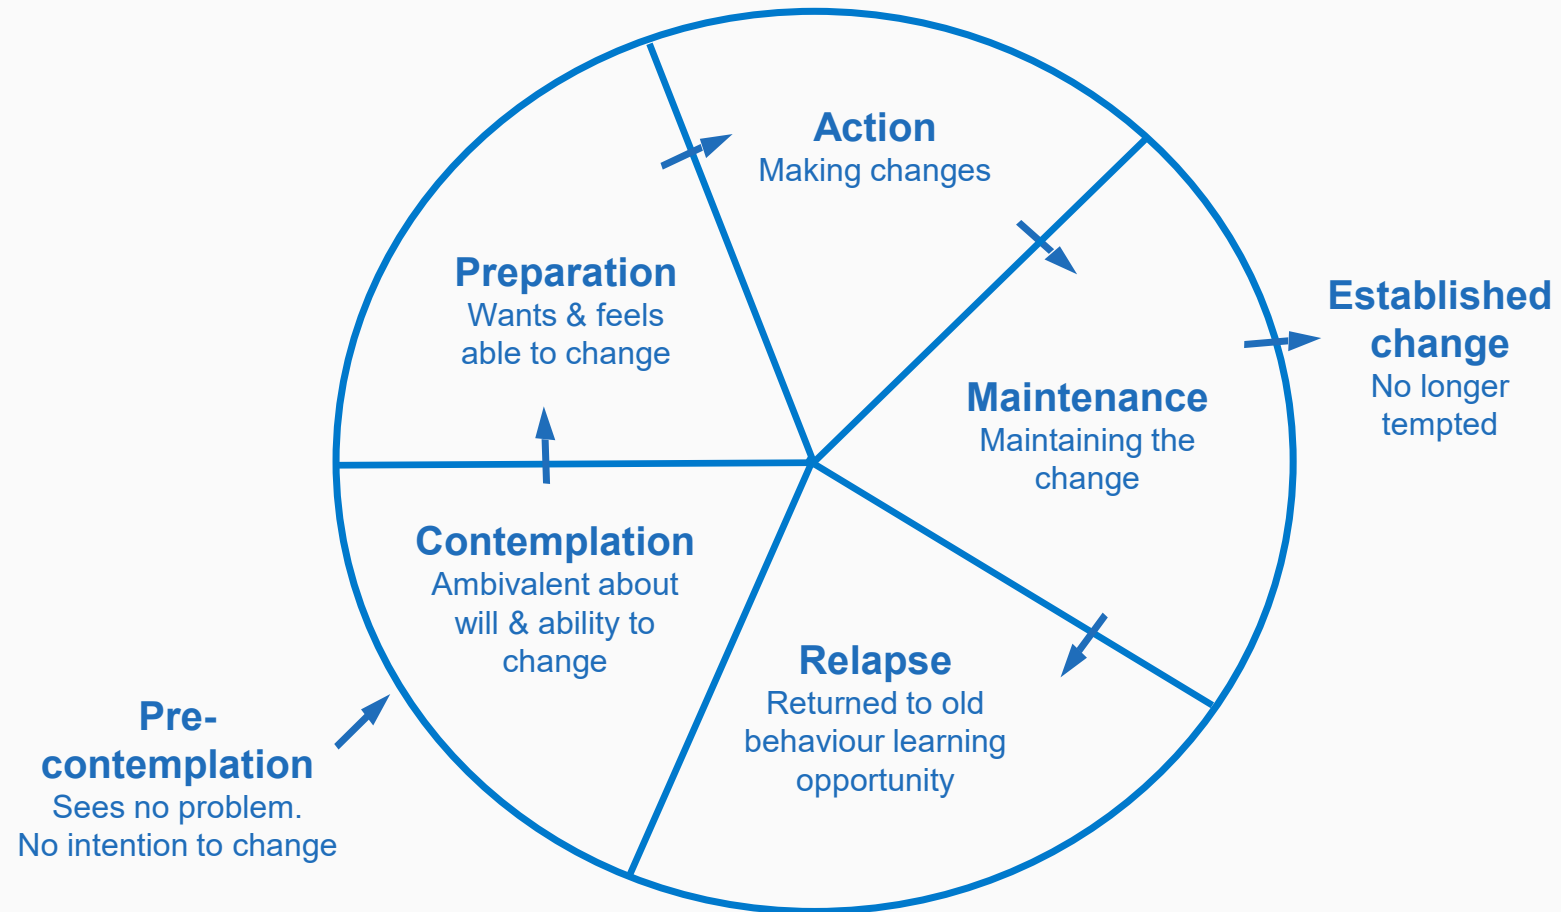 Action
Making changes
Preparation
Wants & feels
able to change
Established
change
No longer
tempted
Maintenance
Maintaining the
change
Contemplation
Ambivalent about
will & ability to
change
Relapse
Returned to old
behaviour learning
opportunity
Pre-
contemplation
Sees no problem.
No intention to change